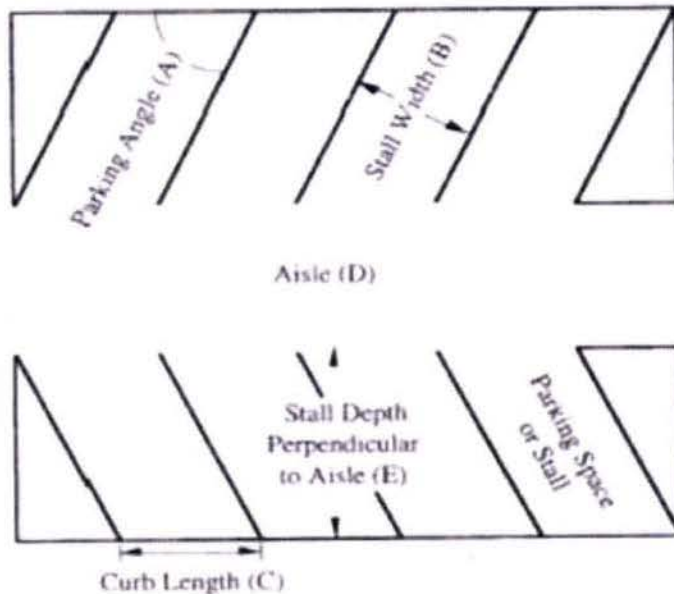 Parking Angle (A)
Stall Width (B)
Aisle (D)
Stall Depth
Perpendicular
to Aisle (E)
Parking Space
or Stall
Curb Length (C)